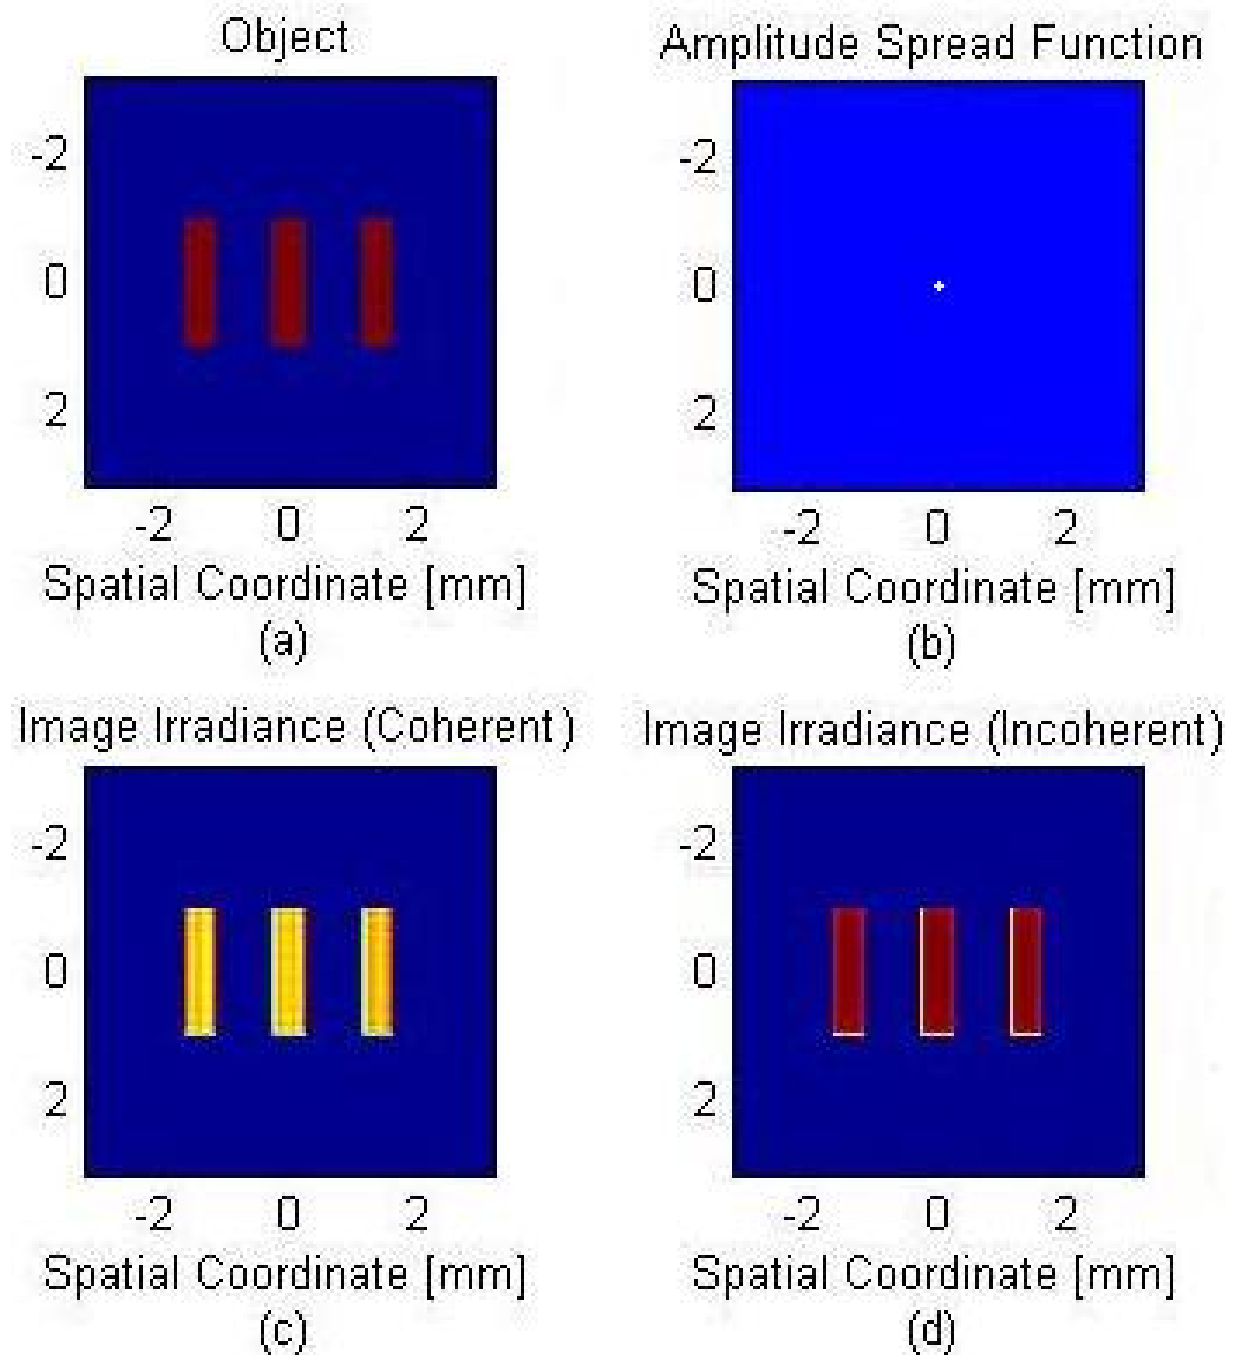 Object
-2
0
2
-2 0 2
Spatial Coordinate [mm]
(a)
Amplitude Spread Function
-2
0
2
-2 0 2
Spatial Coordinate [mm]
(b)
Image Irradiance (Coherent)
-2
0
2
-2 0 2
Spatial Coordinate [mm]
(c)
Image Irradiance (Incoherent)
-2
0
2
-2 0 2
Spatial Coordinate [mm]
(d)